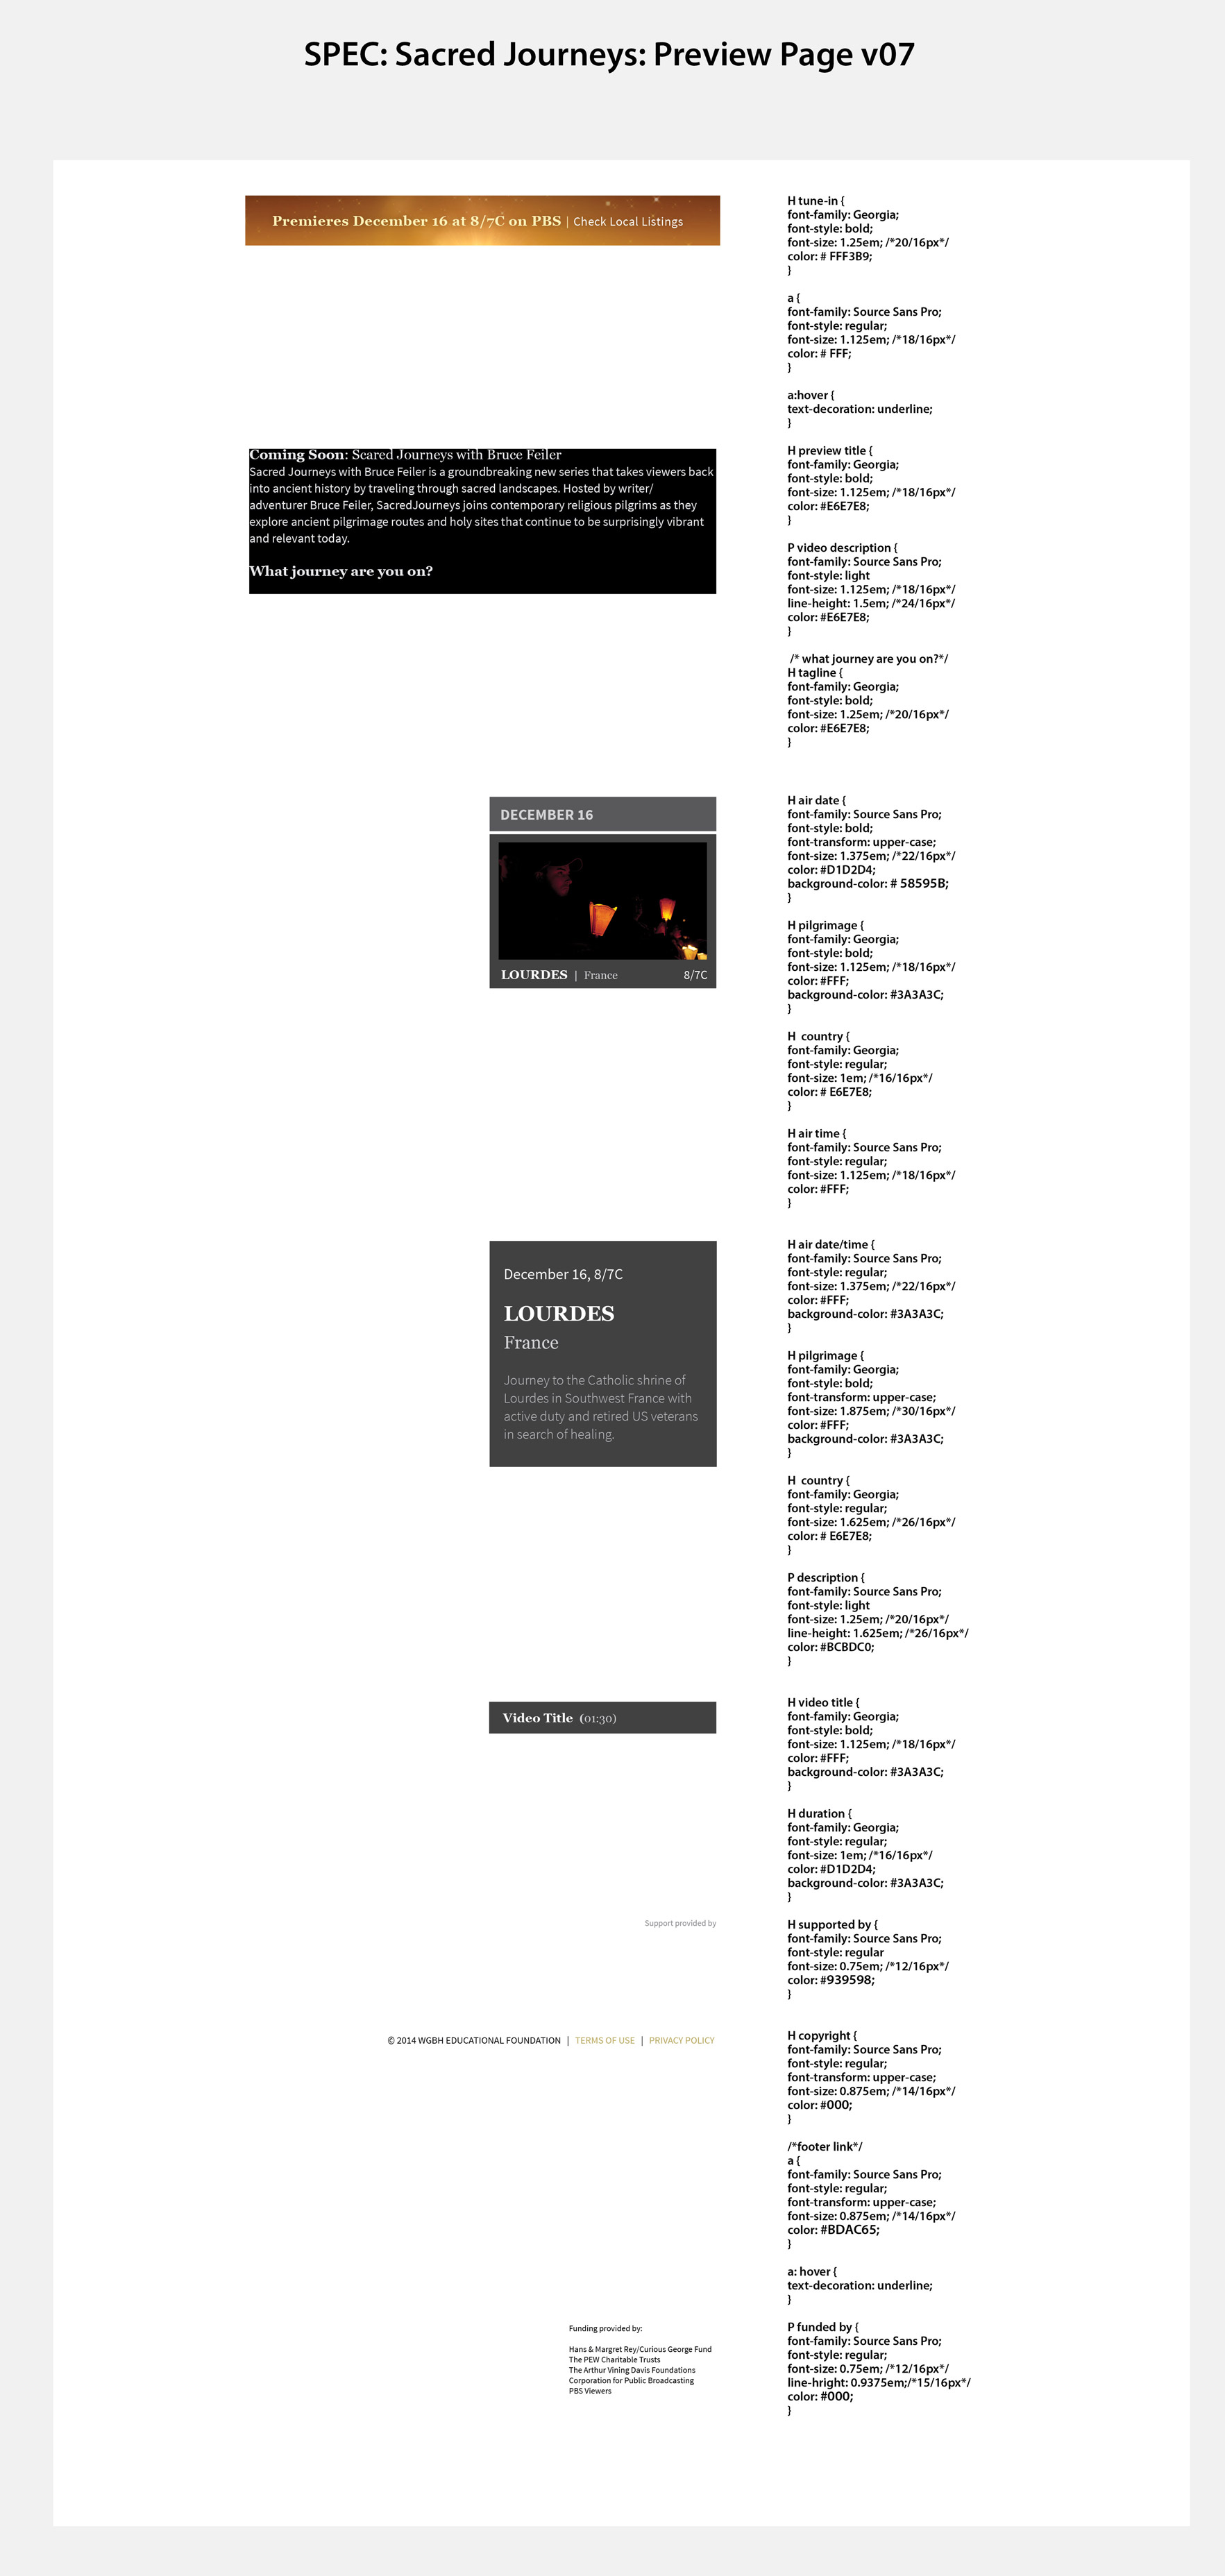 SPEC: Sacred Journeys: Preview Page v07
Premieres December 16 at 8/7C on PBS | Check Local Listings
H tune-in {
font-family: Georgia;
font-style: bold;
font-size: 1.25em; /*20/16px*/
color: # FFF3B9;
}
a {
font-family: Source Sans Pro;
font-style: regular;
font-size: 1.125em; /*18/16px*/
color: # FFF;
}
a:hover {
text-decoration: underline;
}
Coming Soon: Scared Journeys with Bruce Feiler
Sacred Journeys with Bruce Feiler is a groundbreaking new series that takes viewers back
into ancient history by traveling through sacred landscapes. Hosted by writer/
adventurer Bruce Feiler, SacredJourneys joins contemporary religious pilgrims as they
explore ancient pilgrimage routes and holy sites that continue to be surprisingly vibrant
and relevant today.
What journey are you on?
H preview title {
font-family: Georgia;
font-style: bold;
font-size: 1.125em; /*18/16px*/
color: #E6E7E8;
}
P video description {
font-family: Source Sans Pro;
font-style: light
font-size: 1.125em; /*18/16px*/
line-height: 1.5em; /*24/16px*/
color: #E6E7E8;
}
/* what journey are you on?*/
H tagline {
font-family: Georgia;
font-style: bold;
font-size: 1.25em; /*20/16px*/
color: #E6E7E8;
}
DECEMBER 16
LOURDES | France 8/7C
H air date {
font-family: Source Sans Pro;
font-style: bold;
font-transform: upper-case;
font-size: 1.375em; /*22/16px*/
color: #D1D2D4;
background-color: # 58595B;
}
H pilgrimage {
font-family: Georgia;
font-style: bold;
font-size: 1.125em; /*18/16px*/
color: #FFF;
background-color: #3A3A3C;
}
H  country {
font-family: Georgia;
font-style: regular;
font-size: 1em; /*16/16px*/
color: # E6E7E8;
}
H air time {
font-family: Source Sans Pro;
font-style: regular;
font-size: 1.125em; /*18/16px*/
color: #FFF;
}
December 16, 8/7C
LOURDES
France
Journey to the Catholic shrine of
Lourdes in Southwest France with
active duty and retired US veterans
in search of healing.
H air date/time {
font-family: Source Sans Pro;
font-style: regular;
font-size: 1.375em; /*22/16px*/
color: #FFF;
background-color: #3A3A3C;
}
H pilgrimage {
font-family: Georgia;
font-style: bold;
font-transform: upper-case;
font-size: 1.875em; /*30/16px*/
color: #FFF;
background-color: #3A3A3C;
}
H  country {
font-family: Georgia;
font-style: regular;
font-size: 1.625em; /*26/16px*/
color: # E6E7E8;
}
P description {
font-family: Source Sans Pro;
font-style: light
font-size: 1.25em; /*20/16px*/
line-height: 1.625em; /*26/16px*/
color: #BCBDC0;
}
Video Title (01:30)
H video title {
font-family: Georgia;
font-style: bold;
font-size: 1.125em; /*18/16px*/
color: #FFF;
background-color: #3A3A3C;
}
H duration {
font-family: Georgia;
font-style: regular;
font-size: 1em; /*16/16px*/
color: #D1D2D4;
background-color: #3A3A3C;
}
Support provided by
H supported by {
font-family: Source Sans Pro;
font-style: regular
font-size: 0.75em; /*12/16px*/
color: #939598;
}
© 2014 WGBH EDUCATIONAL FOUNDATION | TERMS OF USE | PRIVACY POLICY
H copyright {
font-family: Source Sans Pro;
font-style: regular;
font-transform: upper-case;
font-size: 0.875em; /*14/16px*/
color: #000;
}
/*footer link*/
a {
font-family: Source Sans Pro;
font-style: regular;
font-transform: upper-case;
font-size: 0.875em; /*14/16px*/
color: #BDAC65;
}
a: hover {
text-decoration: underline;
}
Funding provided by:
Hans & Margret Rey/Curious George Fund
The PEW Charitable Trusts
The Arthur Vining Davis Foundations
Corporation for Public Broadcasting
PBS Viewers
P funded by {
font-family: Source Sans Pro;
font-style: regular;
font-size: 0.75em; /*12/16px*/
line-hright: 0.9375em;/*15/16px*/
color: #000;
}